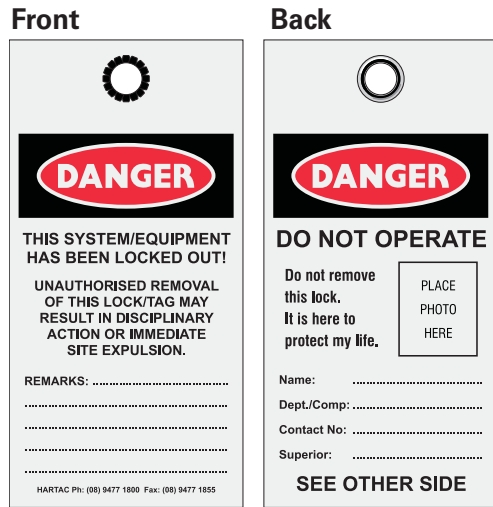 Front
DANGER
THIS SYSTEM/EQUIPMENT
HAS BEEN LOCKED OUT!
UNAUTHORISED REMOVAL
OF THIS LOCK/TAG MAY
RESULT IN DISCIPLINARY
ACTION OR IMMEDIATE
SITE EXPULSION.
REMARKS:
HARTAC Ph: (08) 9477 1800 Fax: (08) 9477 1855
Back
DANGER
DO NOT OPERATE
Do not remove
this lock.
It is here to
protect my life.
PLACE
PHOTO
HERE
Name:
Dept./Comp:
Contact No:
Superior:
SEE OTHER SIDE